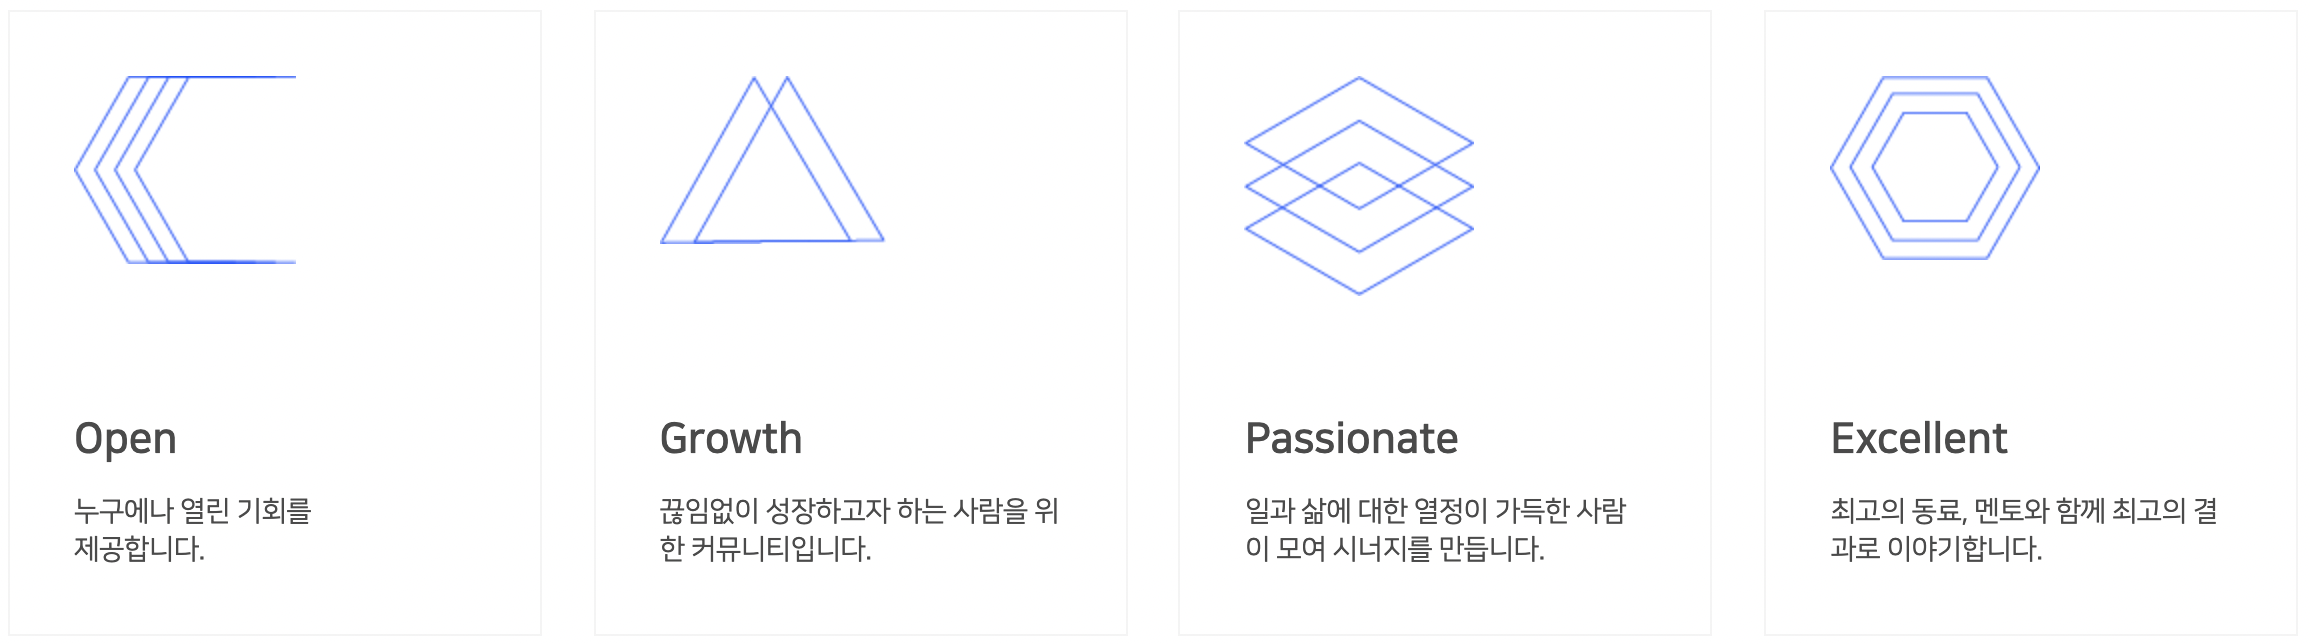 Open
누구에나 열린 기회를
제공합니다.
Growth
끊임없이 성장하고자 하는 사람을 위
한 커뮤니티입니다.
Passionate
일과 삶에 대한 열정이 가득한 사람
이 모여 시너지를 만듭니다.
Excellent
최고의 동료, 멘토와 함께 최고의 결
과로 이야기합니다.